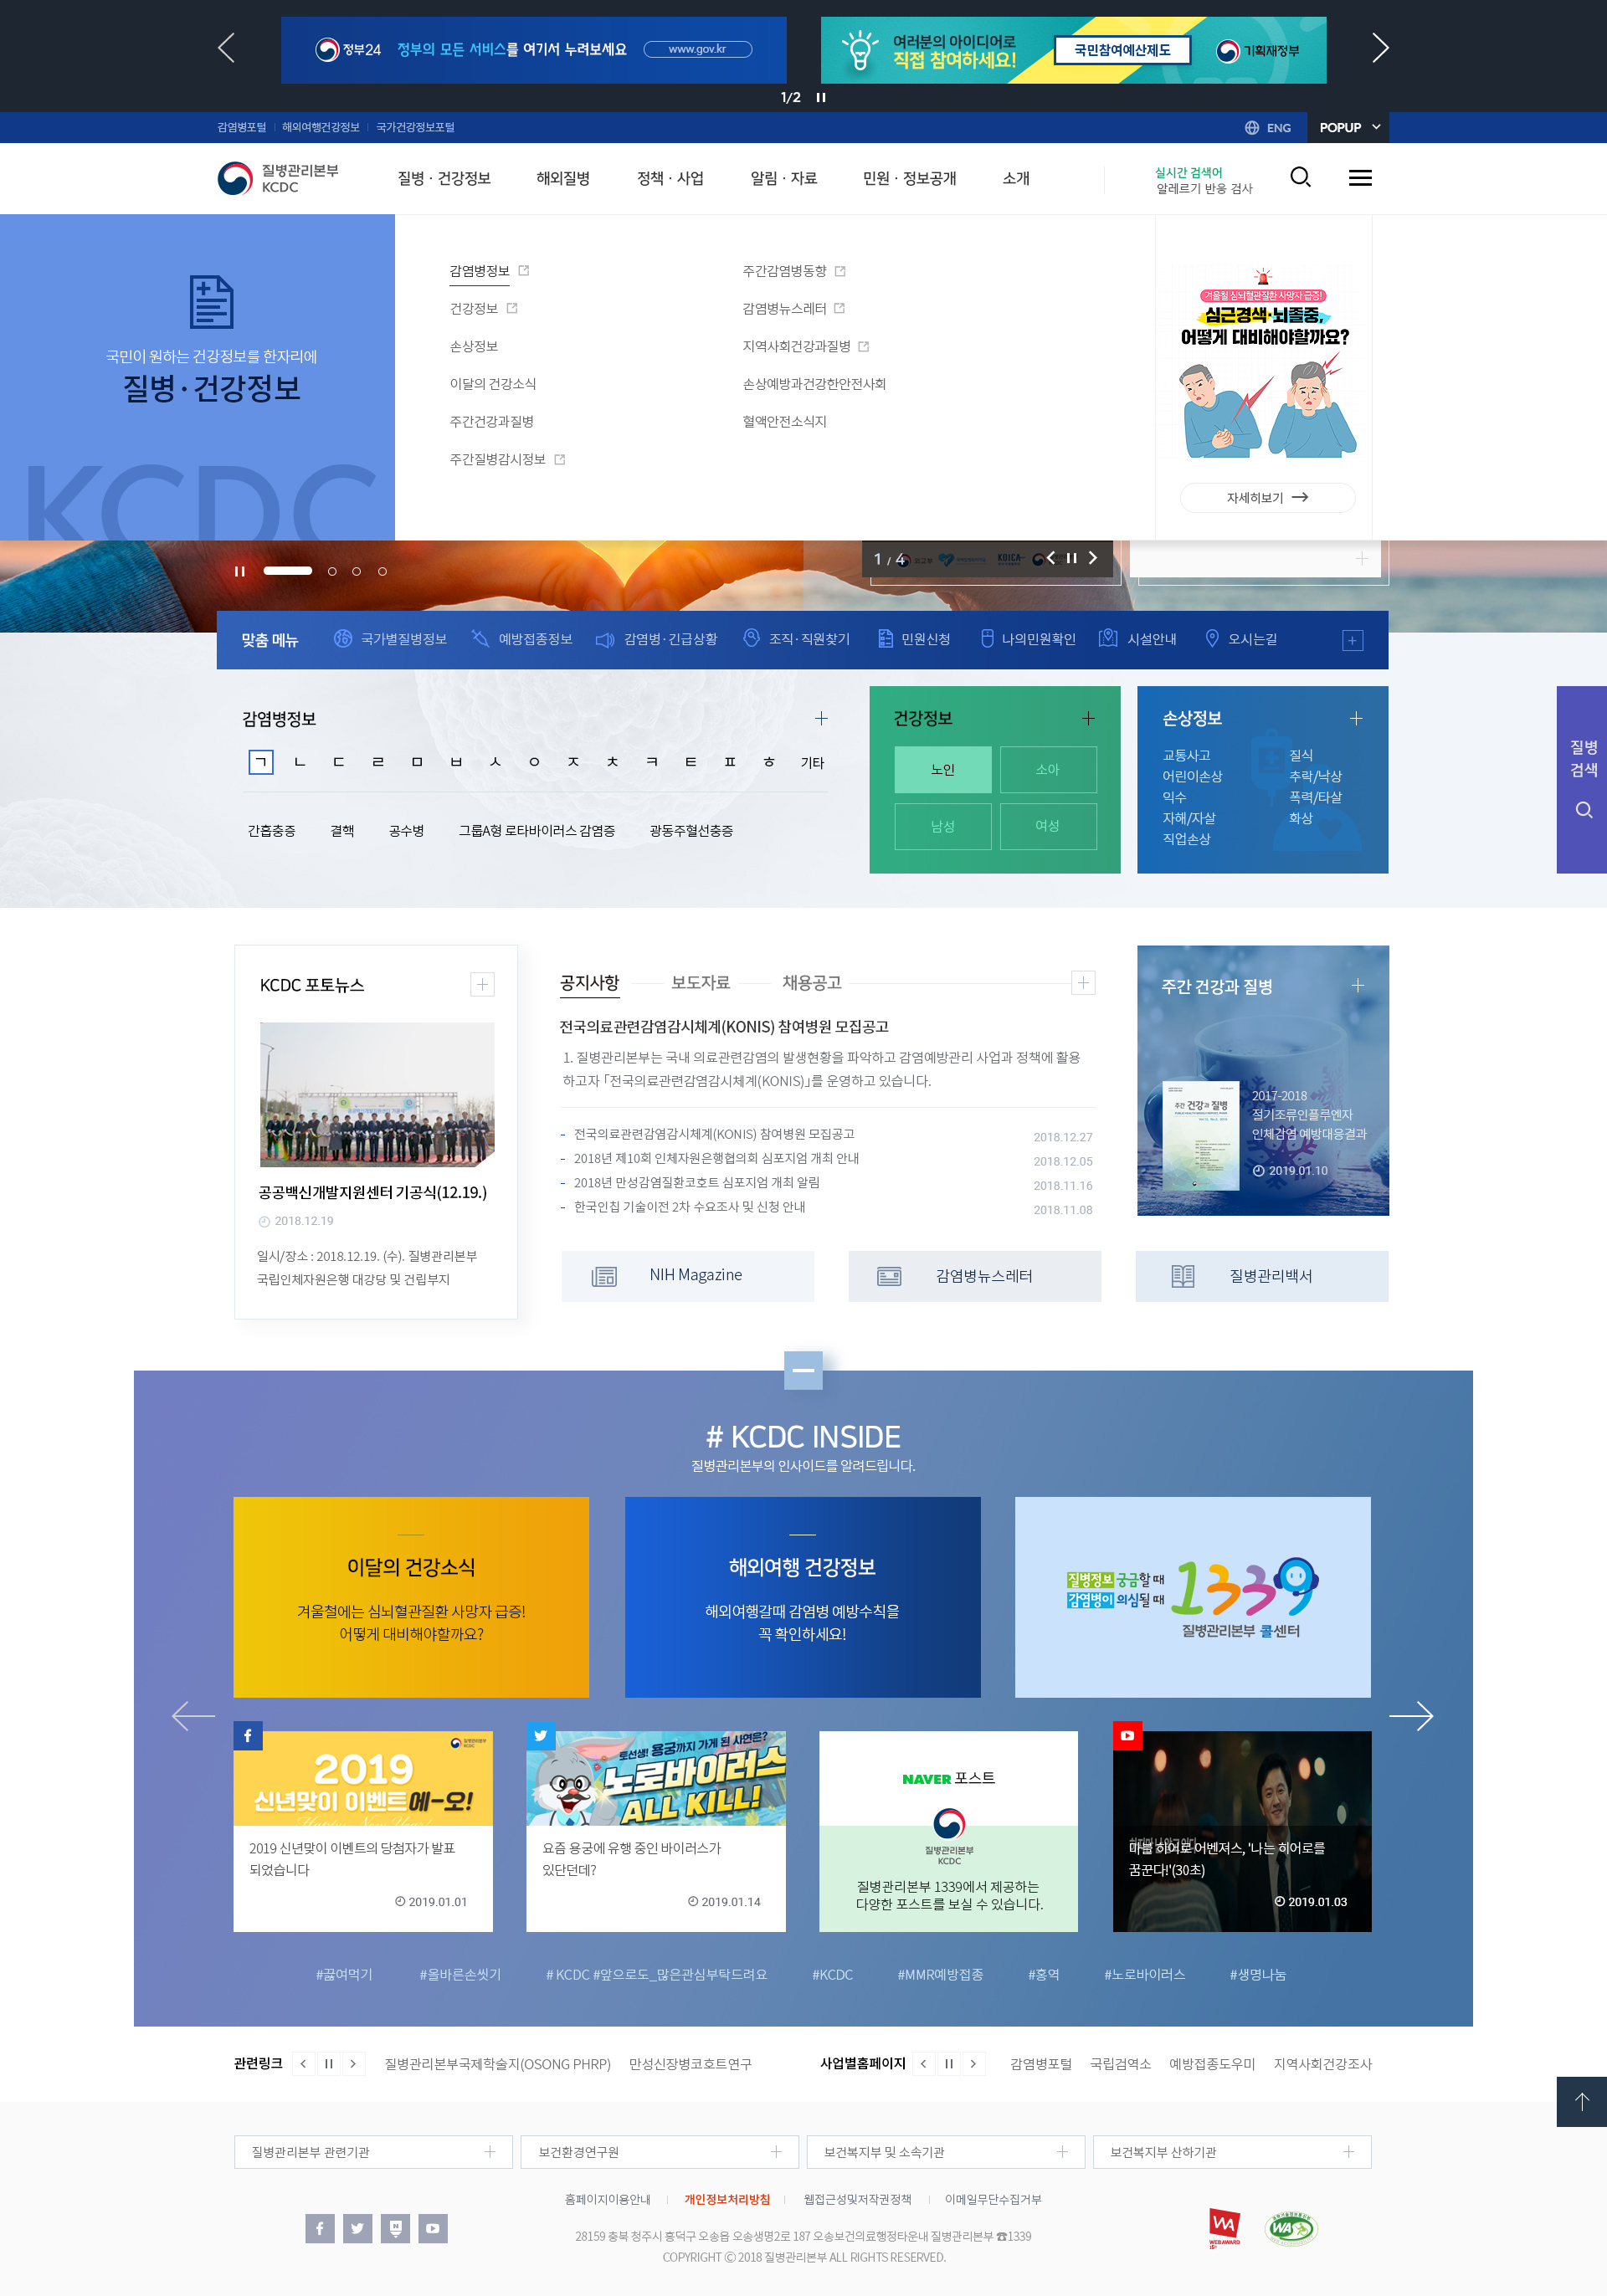 정부24 정부의 모든 서비스를 여기서 누려보세요 www.gov.kr
여러분의 아이디어로
직접 참여하세요!
국민참여예산제도
기획재정부
1/2
감염병포털 해외여행건강정보 국가건강정보포털
ENG POPUP
질병관리본부
KCDC
질병 · 건강정보 해외질병 정책 · 사업 알림 · 자료 민원 · 정보공개 소개
실시간 검색어
알레르기 반응 검사
국민이 원하는 건강정보를 한자리에
질병 · 건강정보
KCDC
감염병정보
건강정보
손상정보
이달의 건강소식
주간건강과질병
주간질병감시정보
주간감염병동향
감염병뉴스레터
지역사회건강과질병
손상예방과건강한안전사회
혈액안전소식지
겨울철 심뇌혈관질환 사망자 급증!
심근경색·뇌졸중,
어떻게 대비해야할까요?
자세히보기
1 / 4
KOICA
맞춤 메뉴 국가별질병정보 예방접종정보 감염병·긴급상황 조직·직원찾기 민원신청 나의민원확인 시설안내 오시는길
감염병정보
ㄱ ㄴ ㄷ ㄹ ㅁ ㅂ ㅅ ㅇ ㅈ ㅊ ㅋ ㅌ ㅍ ㅎ 기타
간흡충증 결핵 공수병 그룹A형 로타바이러스 감염증 광동주혈선충증
건강정보
노인 소아
남성 여성
손상정보
교통사고
어린이손상
익수
자해/자살
직업손상
질식
추락/낙상
폭력/타살
화상
질병
검색
KCDC 포토뉴스
공공백신개발지원센터 기공식(12.19.)
2018.12.19
일시/장소 : 2018.12.19. (수). 질병관리본부
국립인체자원은행 대강당 및 건립부지
공지사항 보도자료 채용공고
전국의료관련감염감시체계(KONIS) 참여병원 모집공고
1. 질병관리본부는 국내 의료관련감염의 발생현황을 파악하고 감염예방관리 사업과 정책에 활용
하고자 ｢전국의료관련감염감시체계(KONIS)｣를 운영하고 있습니다.
- 전국의료관련감염감시체계(KONIS) 참여병원 모집공고 2018.12.27
- 2018년 제10회 인체자원은행협의회 심포지엄 개최 안내 2018.12.05
- 2018년 만성감염질환코호트 심포지엄 개최 알림 2018.11.16
- 한국인칩 기술이전 2차 수요조사 및 신청 안내 2018.11.08
주간 건강과 질병
주간 건강과 질병
2017-2018
절기조류인플루엔자
인체감염 예방대응결과
2019.01.10
NIH Magazine
감염병뉴스레터
질병관리백서
# KCDC INSIDE
질병관리본부의 인사이드를 알려드립니다.
이달의 건강소식
겨울철에는 심뇌혈관질환 사망자 급증!
어떻게 대비해야할까요?
해외여행 건강정보
해외여행갈때 감염병 예방수칙을
꼭 확인하세요!
질병정보 궁금할 때
감염병이 의심될 때
1339
질병관리본부 콜센터
질병관리본부
KCDC
2019
신년맞이 이벤트 에-오!
Happy New Year!
2019 신년맞이 이벤트의 당첨자가 발표
되었습니다
2019.01.01
토선생! 용궁까지 가게 된 사연은?
노로바이러스
ALL KILL!
요즘 용궁에 유행 중인 바이러스가
있단던데?
2019.01.14
NAVER 포스트
질병관리본부
KCDC
질병관리본부 1339에서 제공하는
다양한 포스트를 보실 수 있습니다.
마블 히어로 어벤져스, '나는 히어로를
꿈꾼다!'(30초)
2019.01.03
#끓여먹기 #올바른손씻기 # KCDC #앞으로도_많은관심부탁드려요 #KCDC #MMR예방접종 #홍역 #노로바이러스 #생명나눔
관련링크 질병관리본부국제학술지(OSONG PHRP) 만성신장병코호트연구
사업별홈페이지 감염병포털 국립검역소 예방접종도우미 지역사회건강조사
질병관리본부 관련기관 보건환경연구원 보건복지부 및 소속기관 보건복지부 산하기관
홈페이지이용안내 개인정보처리방침 웹접근성및저작권정책 이메일무단수집거부
28159 충북 청주시 흥덕구 오송읍 오송생명2로 187 오송보건의료행정타운내 질병관리본부 ☎1339
COPYRIGHT ⓒ 2018 질병관리본부 ALL RIGHTS RESERVED.
WA
WEB AWARD
WA